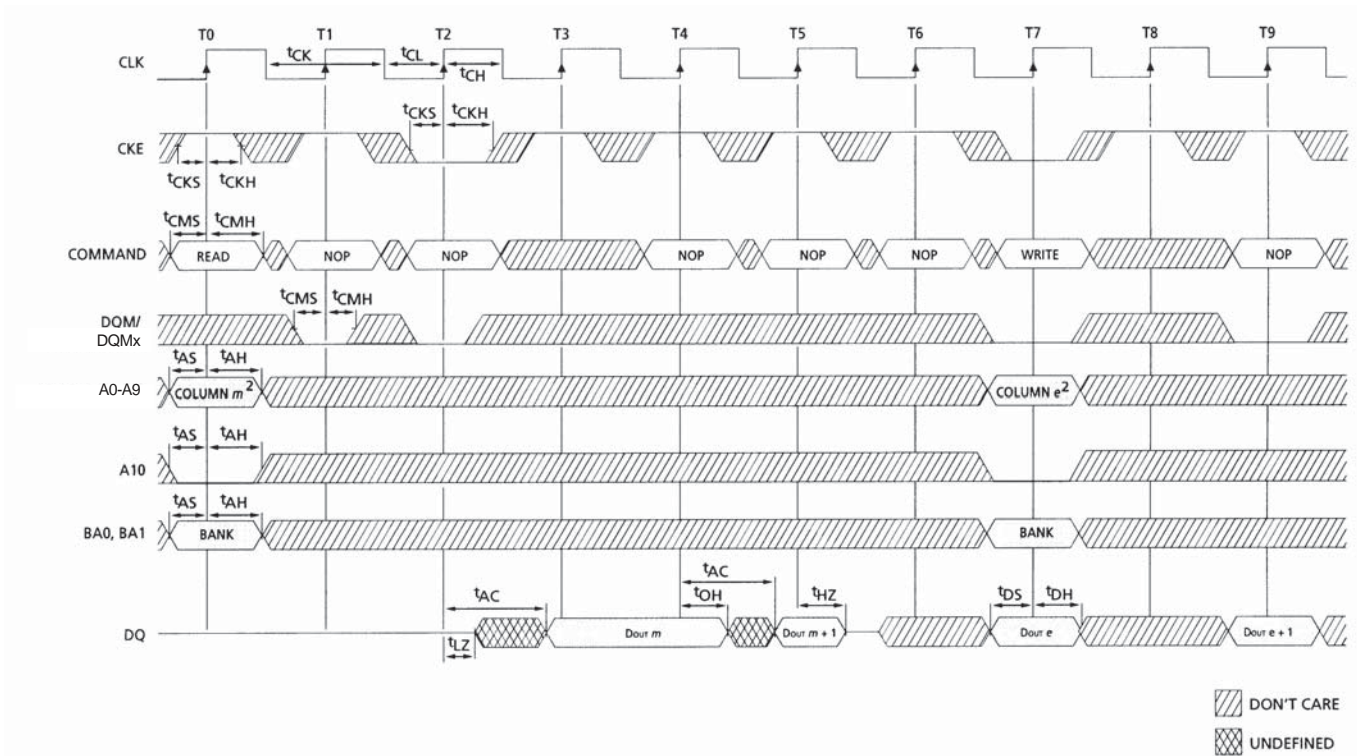 T0 T1 T2 T3 T4 T5 T6 T7 T8 T9
CLK
tCK tCL tCH
tCKS tCKH
CKE
tCKS tCKH
tCMS tCMH
COMMAND READ NOP NOP NOP NOP NOP WRITE NOP
tCMS tCMH
DQM/
DQMx
tAS tAH
A0-A9 COLUMN m2 COLUMN e2
tAS tAH
A10
tAS tAH
BA0, BA1 BANK BANK
tAC tAC tOH tHZ tDS tDH
DQ DOUT m DOUT m + 1 DOUT e DOUT e + 1
tLZ
DON'T CARE
UNDEFINED